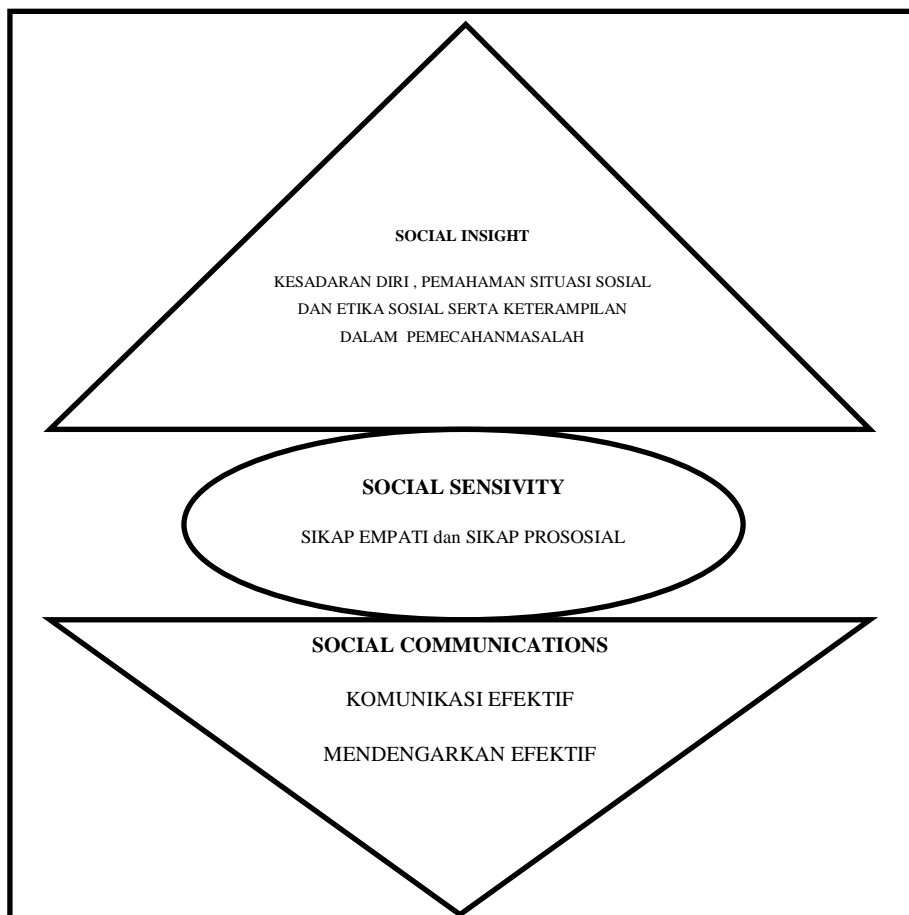 SOCIAL INSIGHT
KESADARAN DIRI , PEMAHAMAN SITUASI SOSIAL
DAN ETIKA SOSIAL SERTA KETERAMPILAN
DALAM PEMECAHANMASALAH
SOCIAL SENSIVITY
SIKAP EMPATI dan SIKAP PROSOSIAL
SOCIAL COMMUNICATIONS
KOMUNIKASI EFEKTIF
MENDENGARKAN EFEKTIF